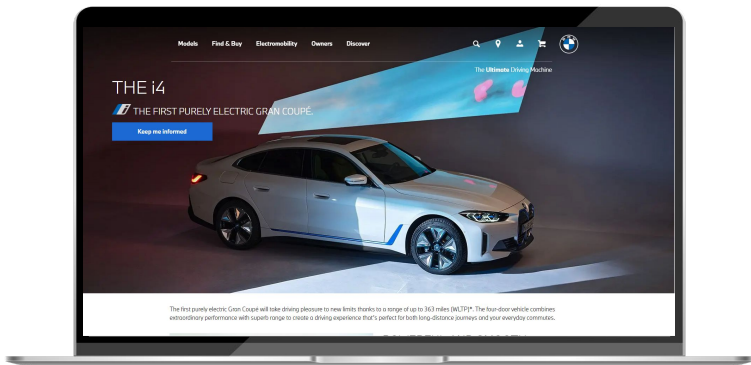 Models Find & Buy Electromobility Owners Discover
The Ultimate Driving Machine
THE i4
THE FIRST PURELY ELECTRIC GRAN COUPÉ.
Keep me informed
The first purely electric Gran Coupé will take driving pleasure to new limits thanks to a range of up to 363 miles (WLTP)*. The four-door vehicle combines
extraordinary performance with superb range to create a driving experience that's perfect for both long-distance journeys and your everyday commutes.